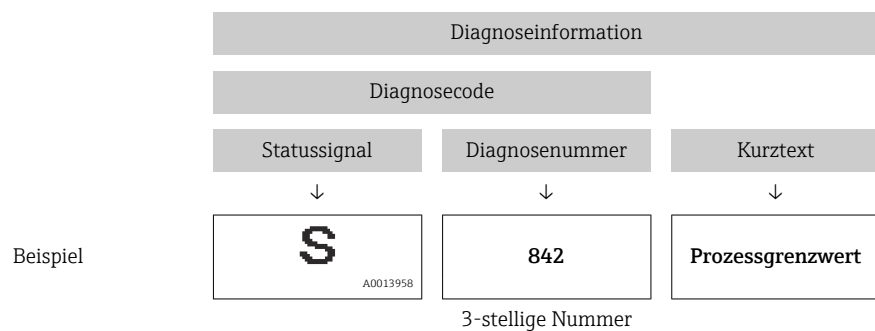 Diagnoseinformation
Diagnosecode
Statussignal Diagnosenummer Kurztext
↓ ↓ ↓
Beispiel S 842 Prozessgrenzwert
A0013958
3-stellige Nummer